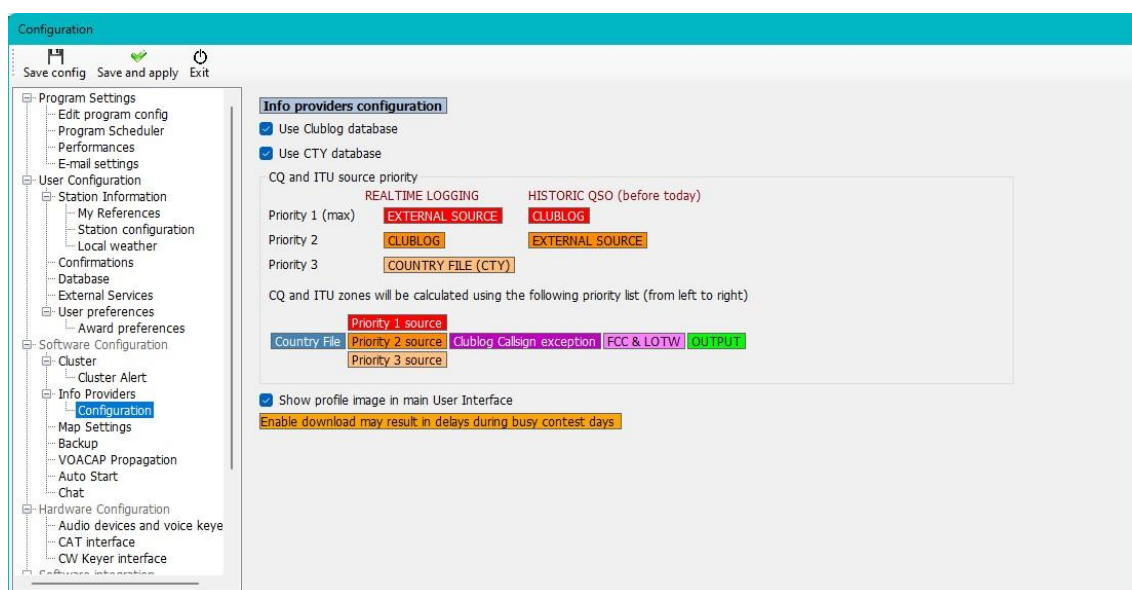 Configuration
Save config Save and apply Exit
Program Settings
Edit program config
Program Scheduler
Performances
E-mail settings
User Configuration
Station Information
My References
Station configuration
Local weather
Confirmations
Database
External Services
User preferences
Award preferences
Software Configuration
Cluster
Cluster Alert
Info Providers
Configuration
Map Settings
Backup
VOACAP Propagation
Auto Start
Chat
Hardware Configuration
Audio devices and voice keye
CAT interface
CW Keyer interface
Software integration
Info providers configuration
Use Clublog database
Use CTY database
CQ and ITU source priority
REALTIME LOGGING HISTORIC QSO (before today)
Priority 1 (max) EXTERNAL SOURCE CLUBLOG
Priority 2 CLUBLOG EXTERNAL SOURCE
Priority 3 COUNTRY FILE (CTY)
CQ and ITU zones will be calculated using the following priority list (from left to right)
Priority 1 source
Country File Priority 2 source Clublog Callsign exception FCC & LOTW OUTPUT
Priority 3 source
Show profile image in main User Interface
Enable download may result in delays during busy contest days